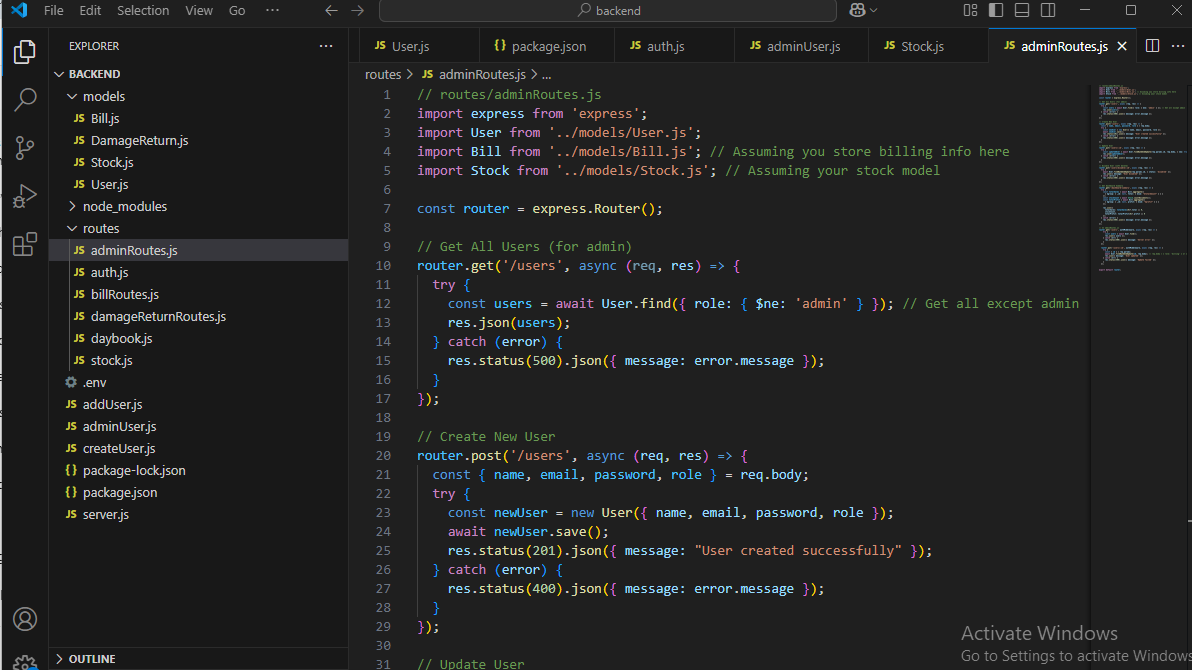 File Edit Selection View Go ··· ← → backend
EXPLORER ···
BACKEND
models
JS Bill.js
JS DamageReturn.js
JS Stock.js
JS User.js
node_modules
routes
JS adminRoutes.js
JS auth.js
JS billRoutes.js
JS damageReturnRoutes.js
JS daybook.js
JS stock.js
.env
JS addUser.js
JS adminUser.js
JS createUser.js
{} package-lock.json
{} package.json
JS server.js
OUTLINE
JS User.js {} package.json JS auth.js JS adminUser.js JS Stock.js JS adminRoutes.js ···
routes > JS adminRoutes.js > ...
1 // routes/adminRoutes.js
2 import express from 'express';
3 import User from '../models/User.js';
4 import Bill from '../models/Bill.js'; // Assuming you store billing info here
5 import Stock from '../models/Stock.js'; // Assuming your stock model
6
7 const router = express.Router();
8
9 // Get All Users (for admin)
10 router.get('/users', async (req, res) => {
11 try {
12 const users = await User.find({ role: { $ne: 'admin' } }); // Get all except admin
13 res.json(users);
14 } catch (error) {
15 res.status(500).json({ message: error.message });
16 }
17 });
18
19 // Create New User
20 router.post('/users', async (req, res) => {
21 const { name, email, password, role } = req.body;
22 try {
23 const newUser = new User({ name, email, password, role });
24 await newUser.save();
25 res.status(201).json({ message: "User created successfully" });
26 } catch (error) {
27 res.status(400).json({ message: error.message });
28 }
29 });
30
31 // Update User
Activate Windows
Go to Settings to activate Windows